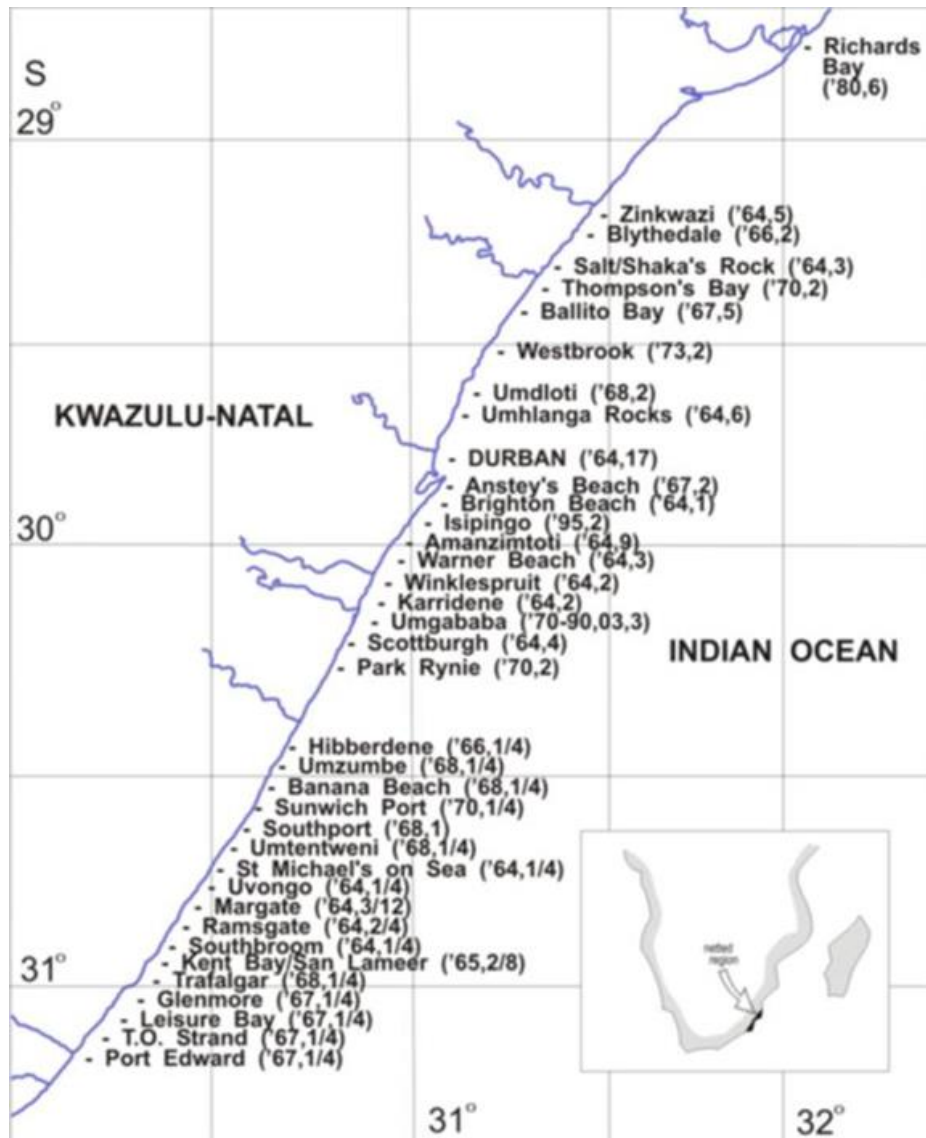 Richards
Bay
('80,6)
S
29°
Zinkwazi ('64,5)
Blythedale ('66,2)
Salt/Shaka's Rock ('64,3)
Thompson's Bay ('70,2)
Ballito Bay ('67,5)
Westbrook ('73,2)
Umdloti ('68,2)
KWAZULU-NATAL
Umhlanga Rocks ('64,6)
DURBAN ('64,17)
Anstey's Beach ('67,2)
Brighton Beach ('64,1)
30°
Isipingo ('95,2)
Amanzimtoti ('64,9)
Warner Beach ('64,3)
Winklespruit ('64,2)
Karridene ('64,2)
Umgababa ('70-90,03,3)
Scottburgh ('64,4)
INDIAN OCEAN
Park Rynie ('70,2)
Hibberdene ('66,1/4)
Umzumbe ('68,1/4)
Banana Beach ('68,1/4)
Sunwich Port ('70,1/4)
Southport ('68,1)
Umtentweni ('68,1/4)
St Michael's on Sea ('64,1/4)
Uvongo ('64,1/4)
Margate ('64,3/12)
Ramsgate ('64,2/4)
Southbroom ('64,1/4)
31°
Kent Bay/San Lameer ('65,2/8)
Trafalgar ('68,1/4)
Glenmore ('67,1/4)
Leisure Bay ('67,1/4)
T.O. Strand ('67,1/4)
Port Edward ('67,1/4)
netted
region
31°
32°